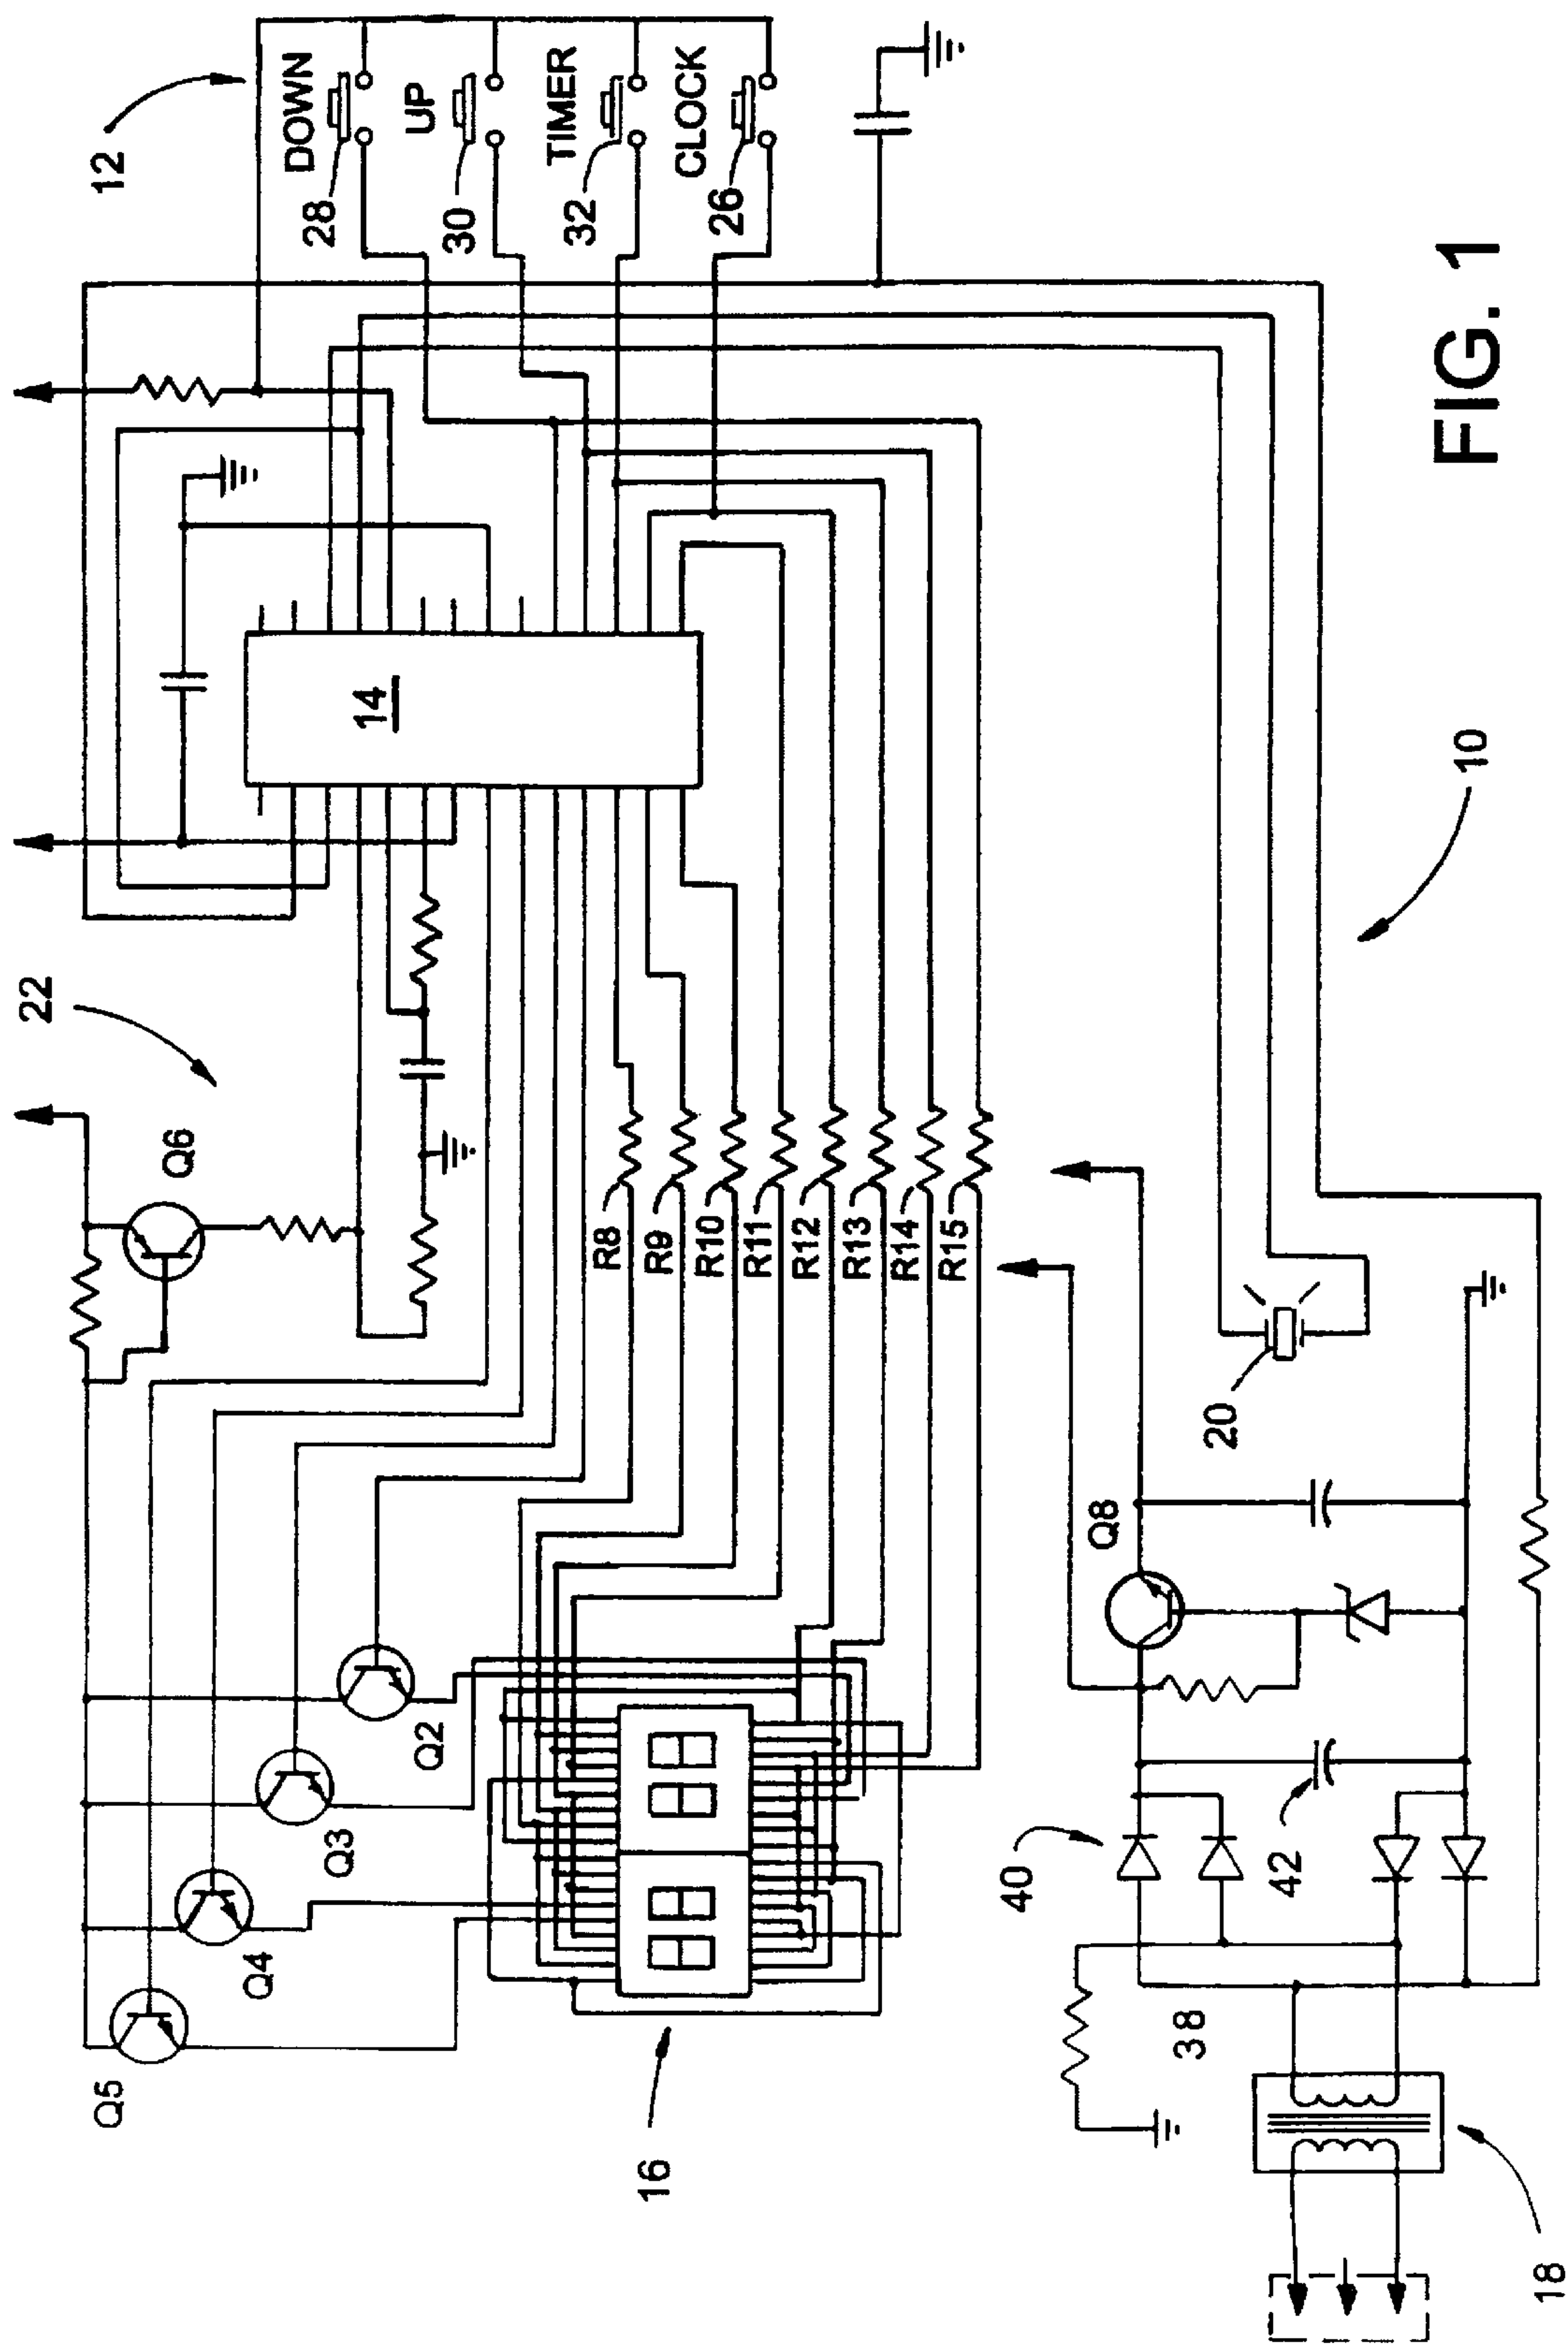 12
DOWN
28
UP
30
TIMER
32
CLOCK
26
14
22
Q6
R8
R9
R10
R11
R12
R13
R14
R15
Q2
Q3
Q4
Q5
16
10
20
Q8
40
42
38
18
FIG. 1